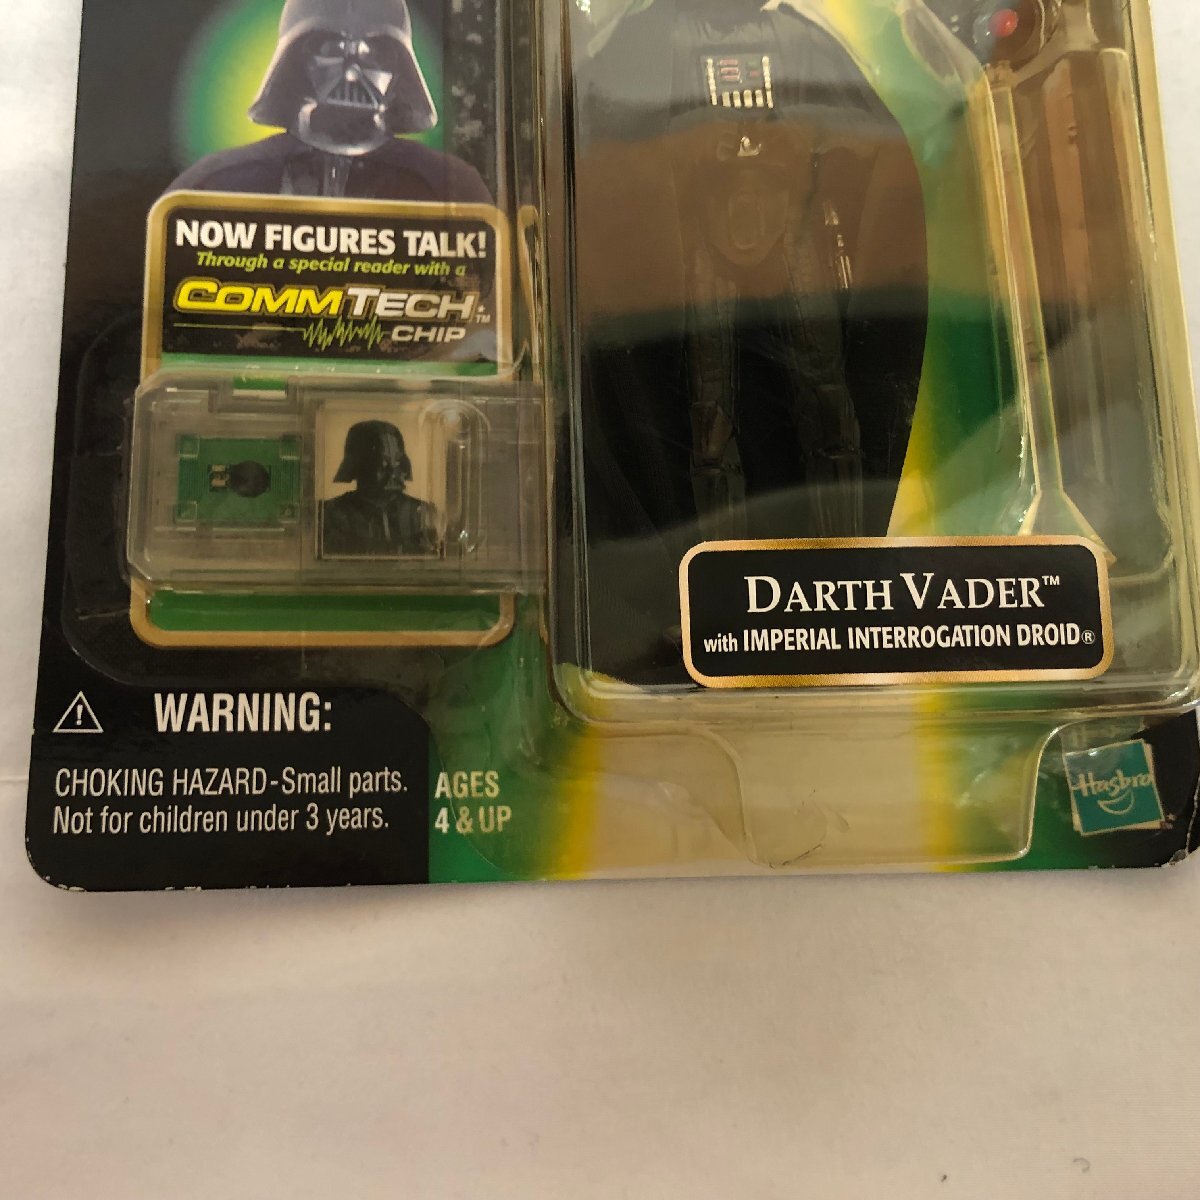 NOW FIGURES TALK!
Through a special reader with a
COMMTECH™
CHIP
DARTH VADER™
with IMPERIAL INTERROGATION DROID®
WARNING:
CHOKING HAZARD-Small parts.
Not for children under 3 years.
AGES
4 & UP
Hasbro